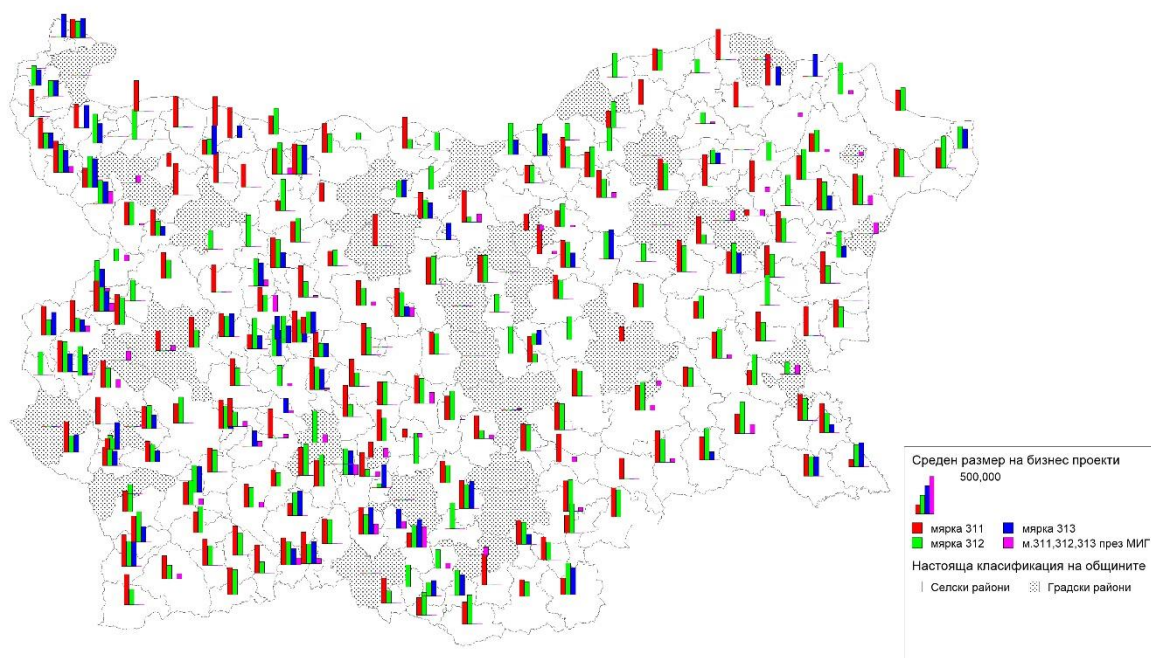 Среден размер на бизнес проекти
500,000
мярка 311 мярка 313
мярка 312 м.311,312,313 през МИГ
Настояща класификация на общините
Селски райони Градски райони